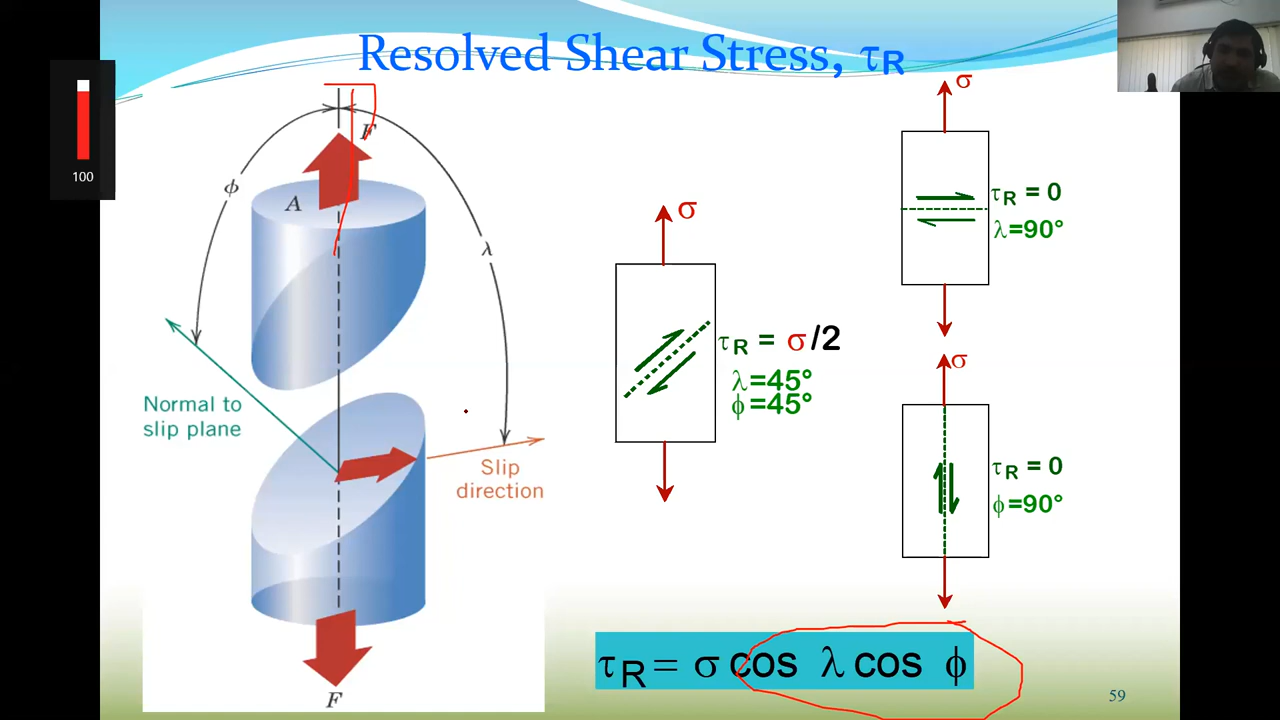 Resolved Shear Stress, τR
100
ϕ
F
A
λ
Normal to
slip plane
Slip
direction
F
σ
τR = σ/2
λ=45°
ϕ=45°
σ
τR = 0
λ=90°
σ
τR = 0
ϕ=90°
τR = σ cos λ cos ϕ
59